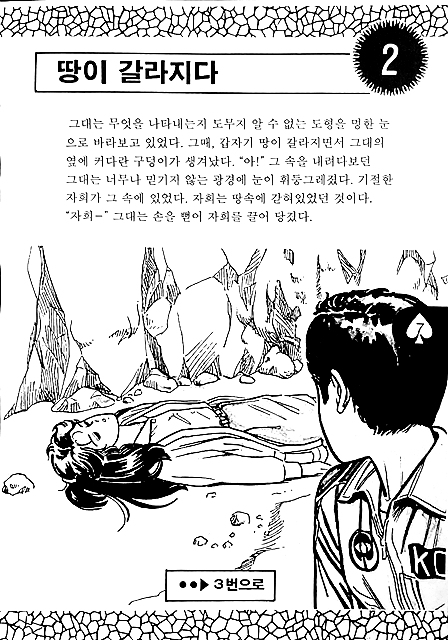 땅이 갈라지다
2
그대는 무엇을 나타내는지 도무지 알 수 없는 도형을 멍한 눈
으로 바라보고 있었다. 그때, 갑자기 땅이 갈라지면서 그대의
옆에 커다란 구덩이가 생겨났다. “아!” 그 속을 내려다보던
그대는 너무나 믿기지 않는 광경에 눈이 휘둥그레졌다. 기절한
자희가 그 속에 있었다. 자희는 땅속에 갇혀있었던 것이다.
“자희―” 그대는 손을 뻗어 자희를 끌어 당겼다.
7
KC
●●▶3번으로